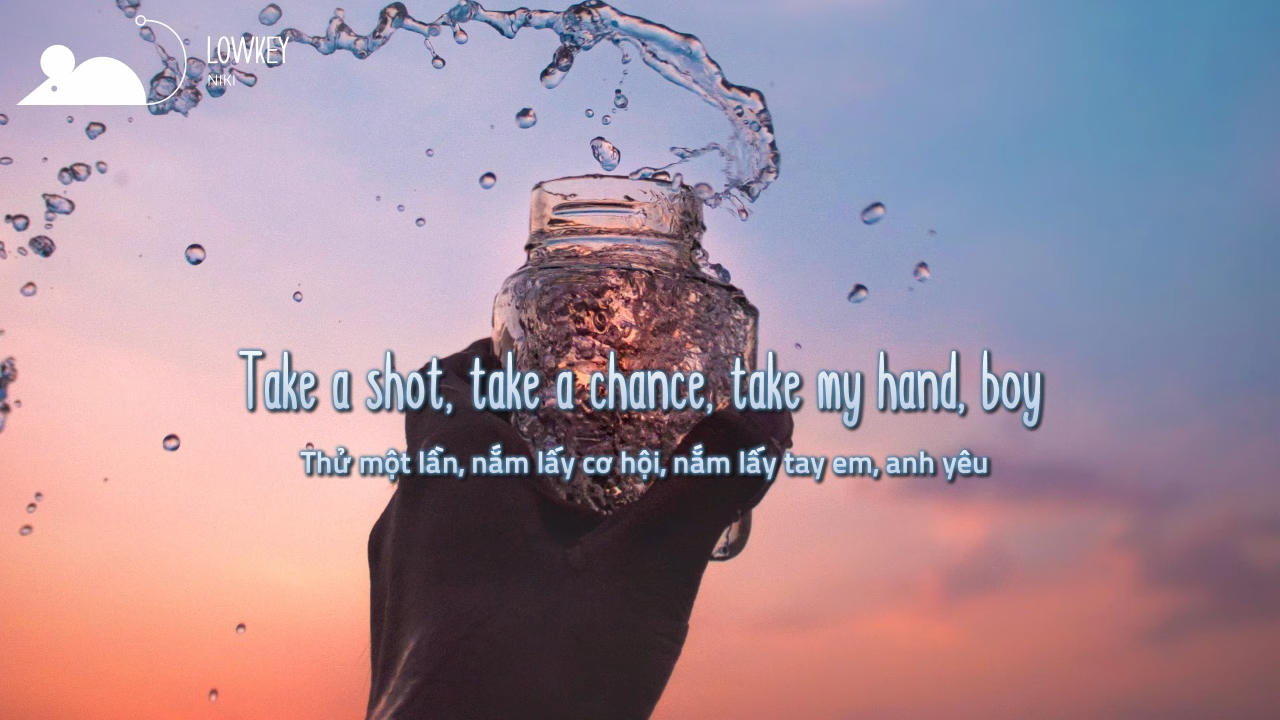 LOWKEY
NIKI
Take a shot, take a chance, take my hand, boy
Thử một lần, nắm lấy cơ hội, nắm lấy tay em, anh yêu